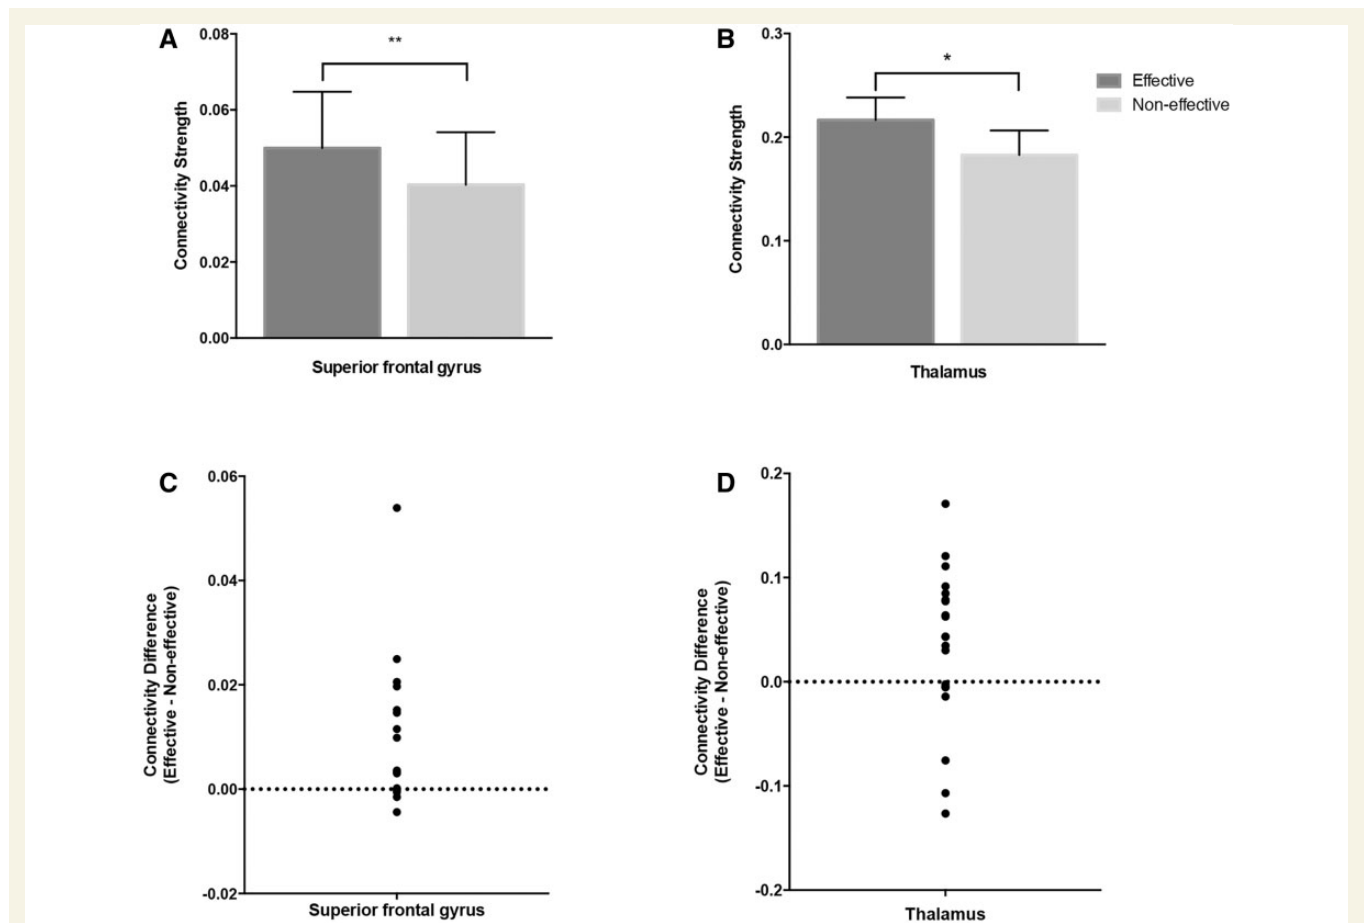 A
0.08
0.06
0.04
0.02
0.00
Connectivity Strength
**
Superior frontal gyrus
B
0.3
0.2
0.1
0.0
Connectivity Strength
*
Thalamus
Effective
Non-effective
C
0.06
0.04
0.02
0.00
-0.02
Connectivity Difference
(Effective - Non-effective)
Superior frontal gyrus
D
0.2
0.1
0.0
-0.1
-0.2
Connectivity Difference
(Effective - Non-effective)
Thalamus